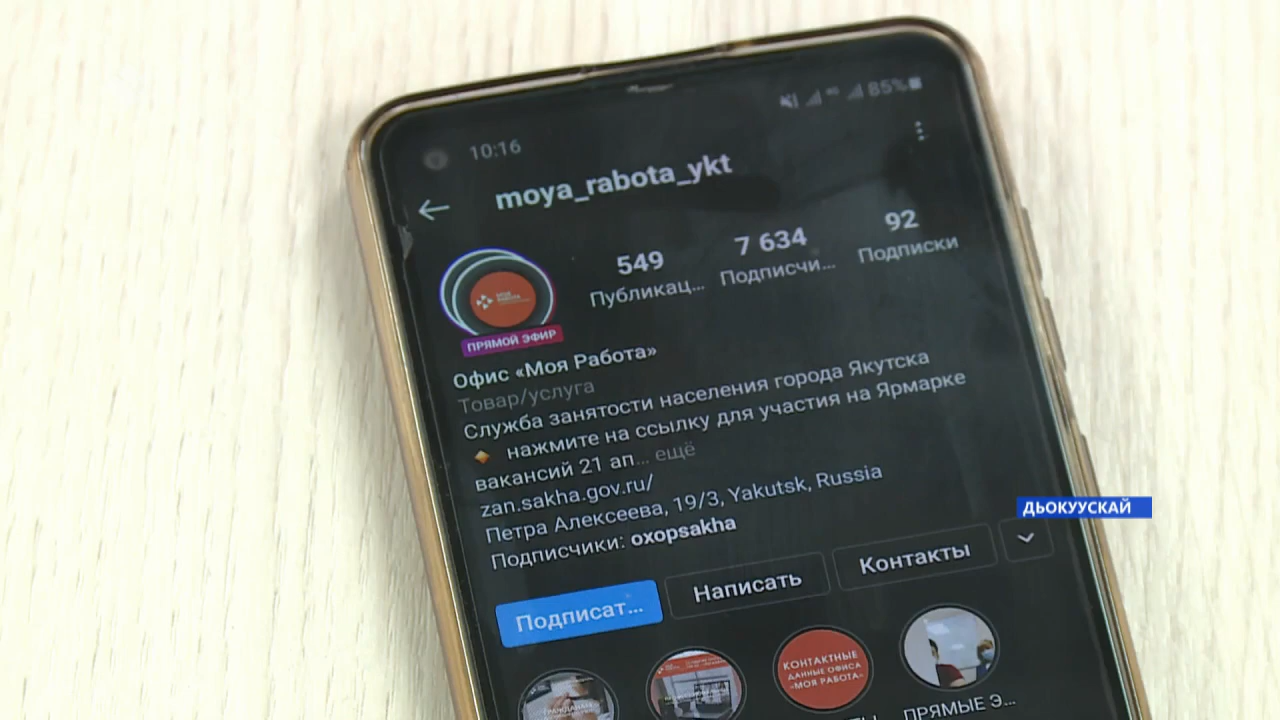 10:16
85%
moya_rabota_ykt
549
7 634
92
Публикац...
Подписчи...
Подписки
МОЯ РАБОТА
ПРЯМОЙ ЭФИР
Офис «Моя Работа»
Товар/услуга
Служба занятости населения города Якутска
нажмите на ссылку для участия на Ярмарке
вакансий 21 ап... ещё
zan.sakha.gov.ru/
Петра Алексеева, 19/3, Yakutsk, Russia
Подписчики: oxopsakha
ДЬОКУУСКАЙ
Подписат...
Написать
Контакты
КОНТАКТНЫЕ
ДАННЫЕ ОФИСА
«МОЯ РАБОТА»
ПРЯМЫЕ Э...